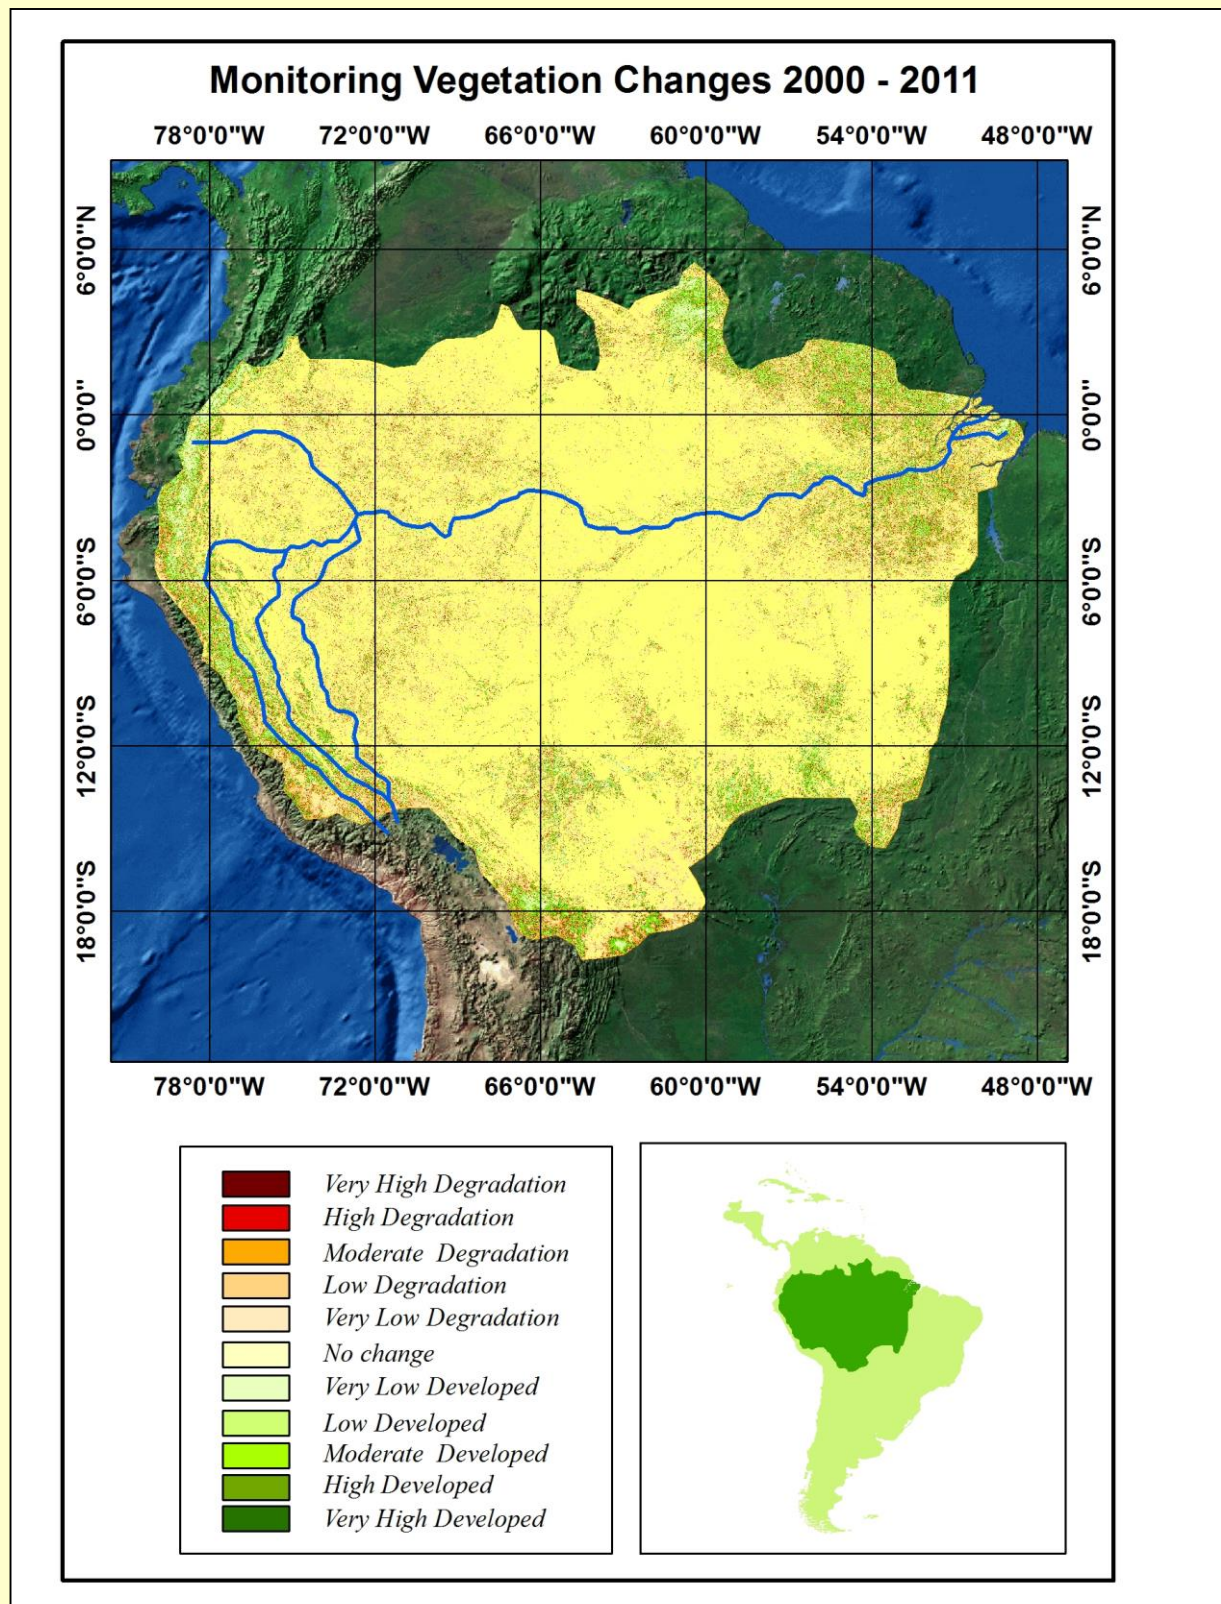 Monitoring Vegetation Changes 2000 - 2011
78°0'0"W 72°0'0"W 66°0'0"W 60°0'0"W 54°0'0"W 48°0'0"W
6°0'0"N 6°0'0"N
0°0'0" 0°0'0"
6°0'0"S 6°0'0"S
12°0'0"S 12°0'0"S
18°0'0"S 18°0'0"S
78°0'0"W 72°0'0"W 66°0'0"W 60°0'0"W 54°0'0"W 48°0'0"W
Very High Degradation
High Degradation
Moderate Degradation
Low Degradation
Very Low Degradation
No change
Very Low Developed
Low Developed
Moderate Developed
High Developed
Very High Developed